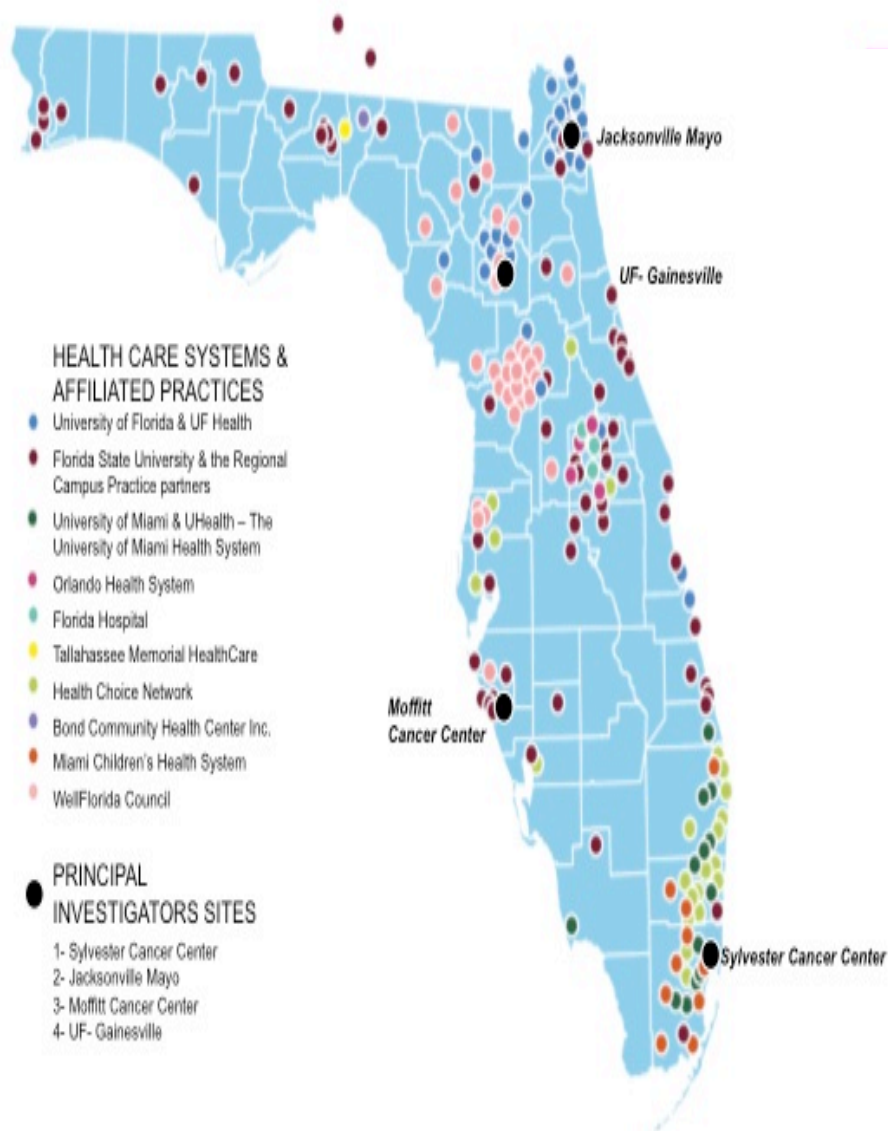 Jacksonville Mayo
UF- Gainesville
HEALTH CARE SYSTEMS &
AFFILIATED PRACTICES
University of Florida & UF Health
Florida State University & the Regional
Campus Practice partners
University of Miami & UHealth – The
University of Miami Health System
Orlando Health System
Florida Hospital
Tallahassee Memorial HealthCare
Health Choice Network
Bond Community Health Center Inc.
Miami Children's Health System
WellFlorida Council
Moffitt
Cancer Center
PRINCIPAL
INVESTIGATORS SITES
1- Sylvester Cancer Center
2- Jacksonville Mayo
3- Moffitt Cancer Center
4- UF- Gainesville
Sylvester Cancer Center